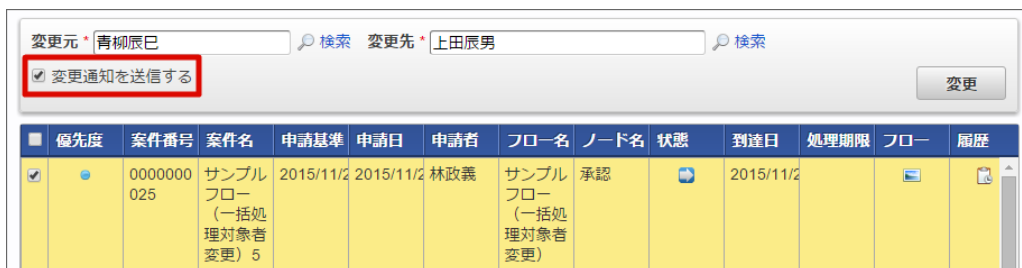 変更元 * 青柳辰巳 検索 変更先 * 上田辰男 検索
変更通知を送信する
変更
優先度 案件番号 案件名 申請基準 申請日 申請者 フロー名 ノード名 状態 到達日 処理期限 フロー 履歴
0000000 サンプル 2015/11/2 2015/11/2 林政義 サンプル 承認 2015/11/2
025 フロー フロー
（一括処 （一括処
理対象者 理対象者
変更）5 変更）